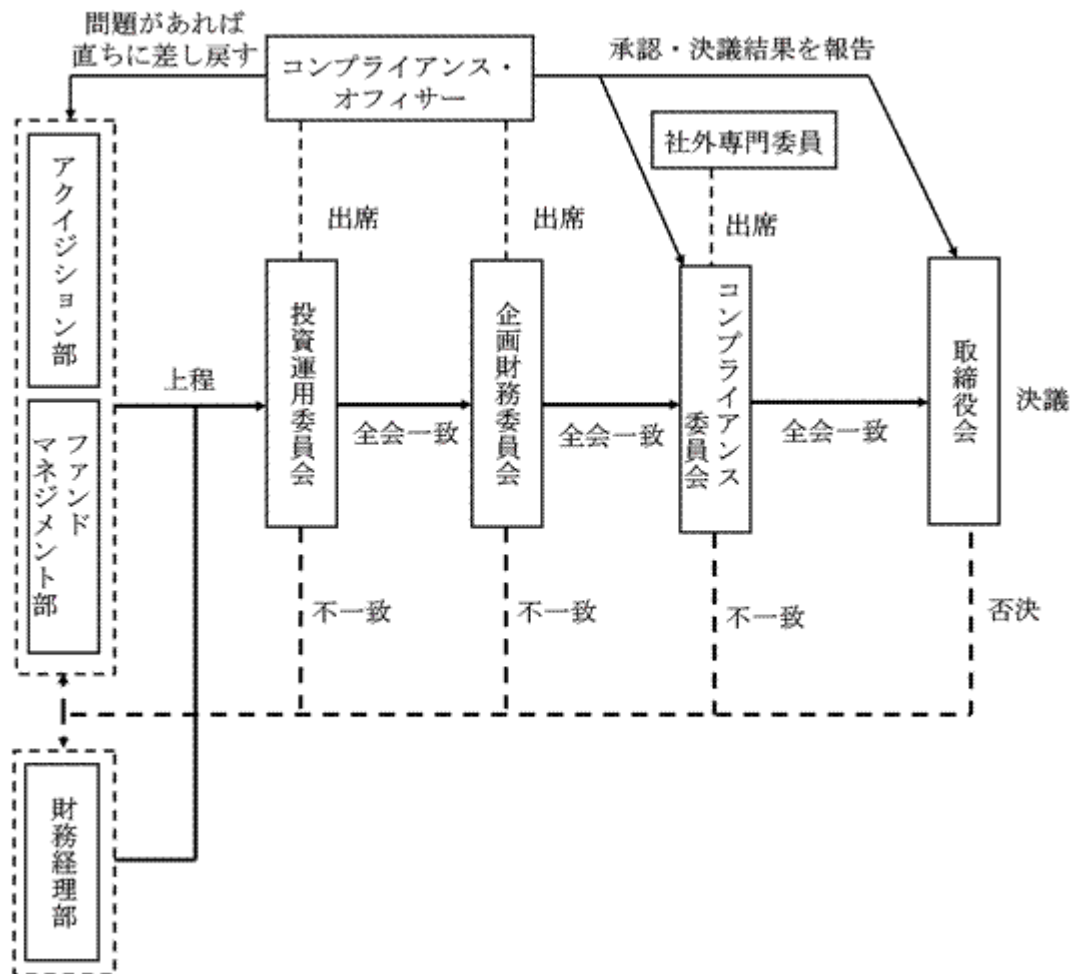 問題があれば
直ちに差し戻す
コンプライアンス・
オフィサー
承認・決議結果を報告
社外専門委員
アクイジション部
出席
出席
出席
投資運用委員会
企画財務委員会
コンプライアンス
委員会
取締役会
決議
上程
全会一致
全会一致
全会一致
ファンド
マネジメント部
不一致
不一致
不一致
否決
財務経理部